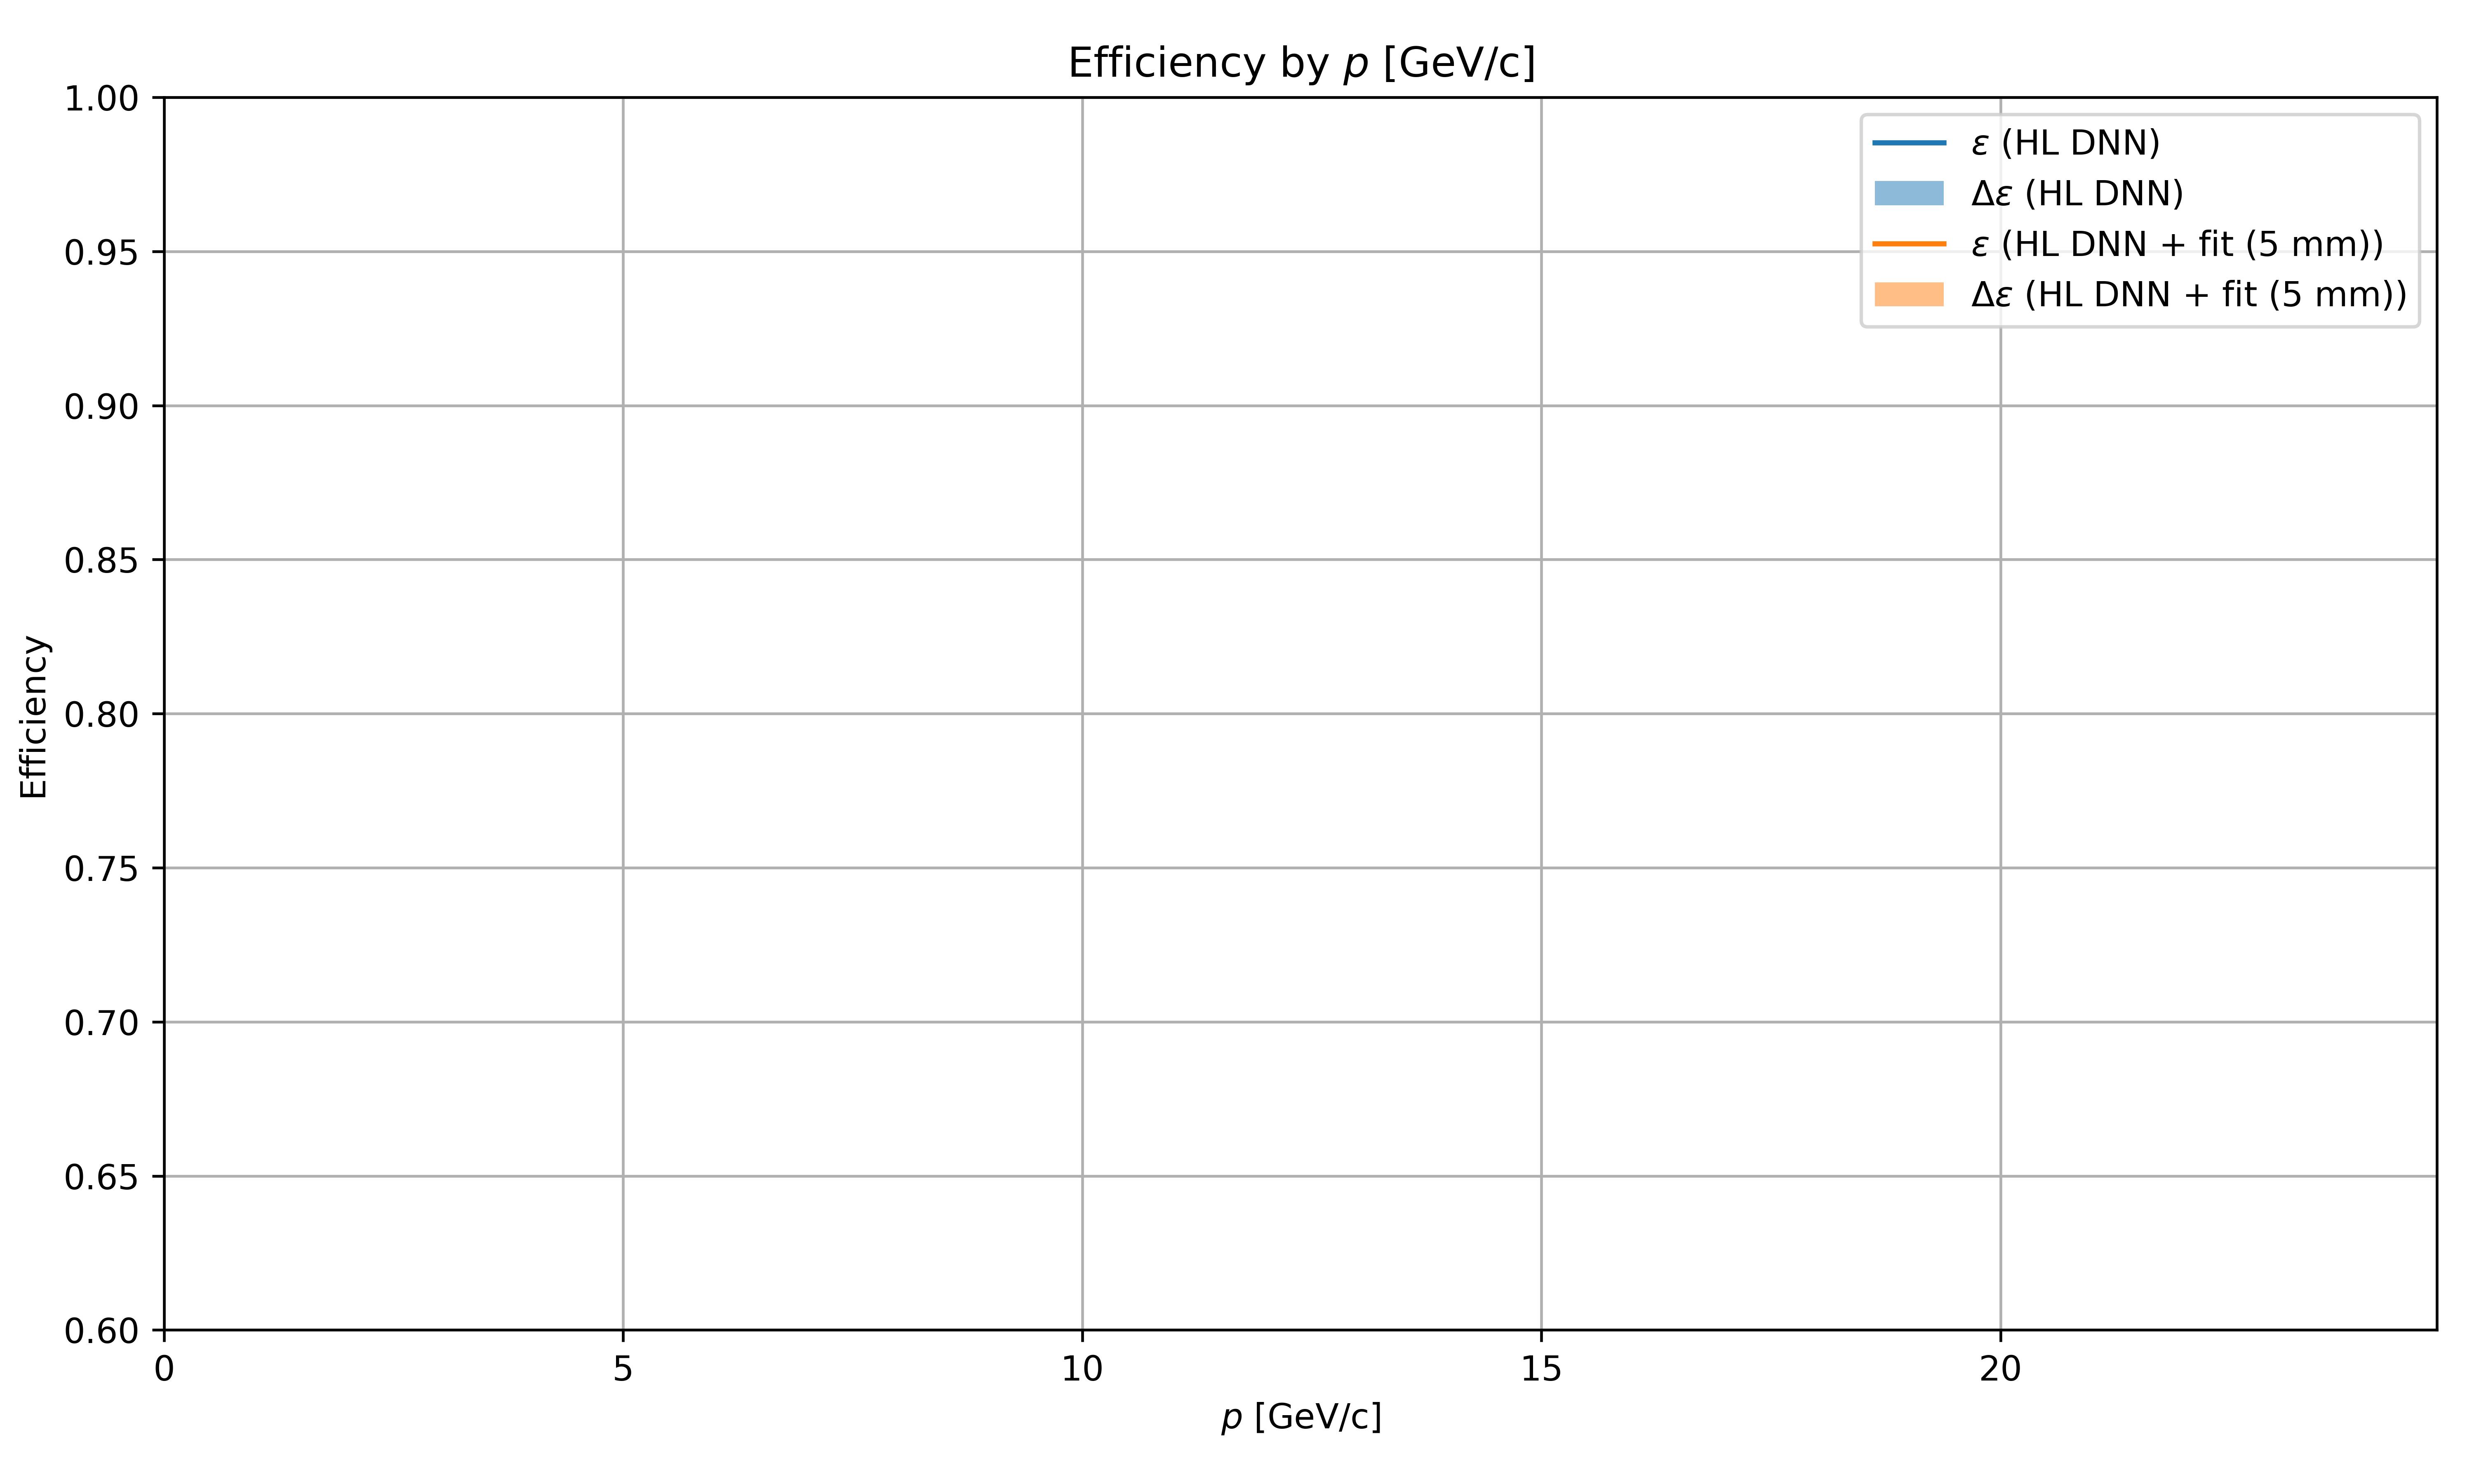 Efficiency by p [GeV/c]
1.00
0.95
0.90
0.85
0.80
0.75
0.70
0.65
0.60
Efficiency
ε (HL DNN)
Δε (HL DNN)
ε (HL DNN + fit (5 mm))
Δε (HL DNN + fit (5 mm))
0 5 10 15 20
p [GeV/c]